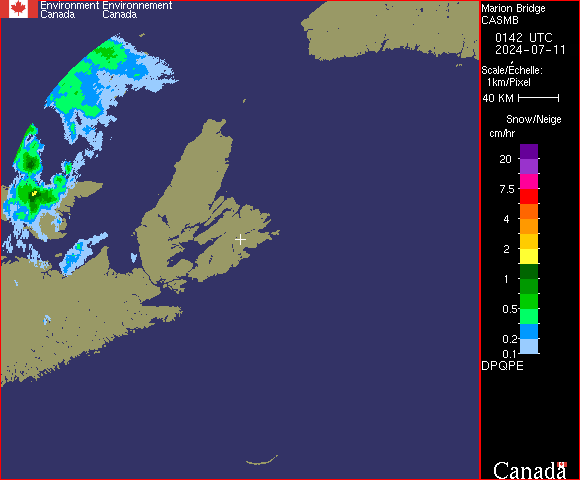 Environment Environnement
Canada Canada
Marion Bridge
CASMB
0142 UTC
2024-07-11
Scale/Echelle:
1km/Pixel
40 KM
Snow/Neige
cm/hr
20
7.5
4
2
1
0.5
0.2
0.1
DPQPE
Canada